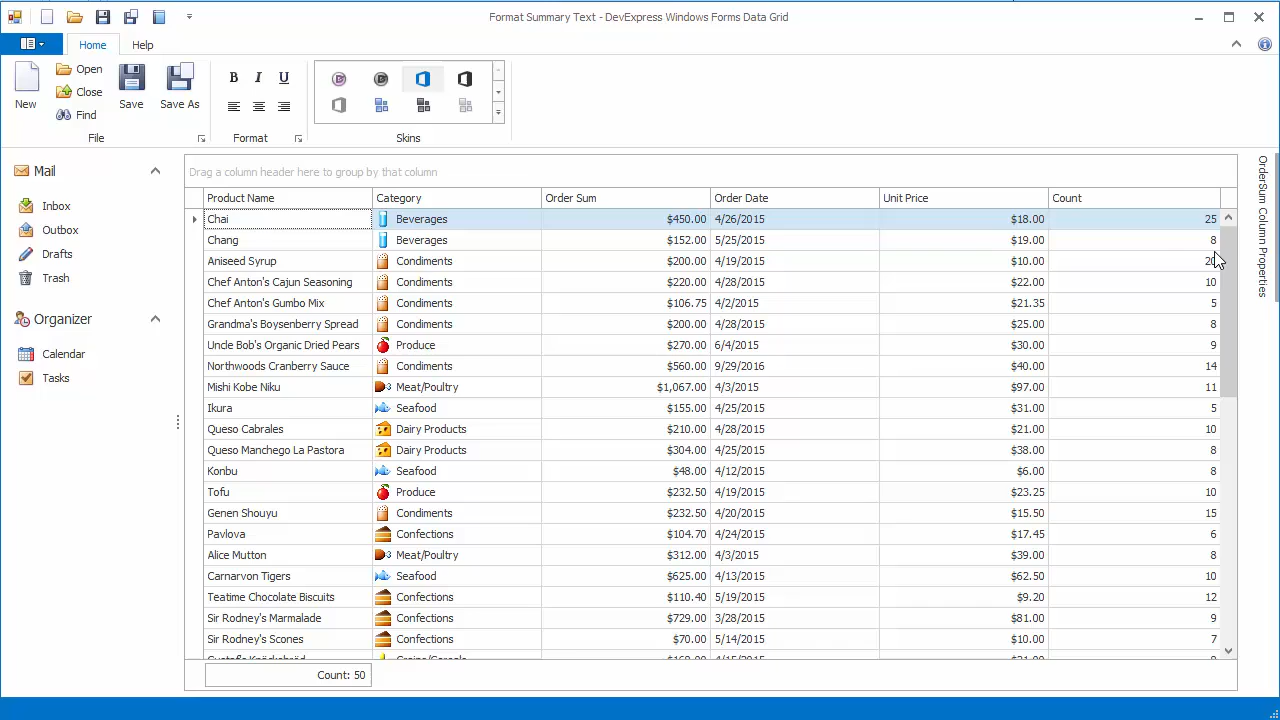 Format Summary Text - DevExpress Windows Forms Data Grid
Home Help
New
Open
Close
Find
Save
Save As
File
B I U
Format
Skins
Mail
Inbox
Outbox
Drafts
Trash
Organizer
Calendar
Tasks
Drag a column header here to group by that column
Product Name Category Order Sum Order Date Unit Price Count
Chai Beverages $450.00 4/26/2015 $18.00 25
Chang Beverages $152.00 5/25/2015 $19.00 8
Aniseed Syrup Condiments $200.00 4/19/2015 $10.00 20
Chef Anton's Cajun Seasoning Condiments $220.00 4/28/2015 $22.00 10
Chef Anton's Gumbo Mix Condiments $106.75 4/2/2015 $21.35 5
Grandma's Boysenberry Spread Condiments $200.00 4/28/2015 $25.00 8
Uncle Bob's Organic Dried Pears Produce $270.00 6/4/2015 $30.00 9
Northwoods Cranberry Sauce Condiments $560.00 9/29/2016 $40.00 14
Mishi Kobe Niku Meat/Poultry $1,067.00 4/3/2015 $97.00 11
Ikura Seafood $155.00 4/25/2015 $31.00 5
Queso Cabrales Dairy Products $210.00 4/28/2015 $21.00 10
Queso Manchego La Pastora Dairy Products $304.00 4/25/2015 $38.00 8
Konbu Seafood $48.00 4/12/2015 $6.00 8
Tofu Produce $232.50 4/19/2015 $23.25 10
Genen Shouyu Condiments $232.50 4/20/2015 $15.50 15
Pavlova Confections $104.70 4/24/2015 $17.45 6
Alice Mutton Meat/Poultry $312.00 4/3/2015 $39.00 8
Carnarvon Tigers Seafood $625.00 4/13/2015 $62.50 10
Teatime Chocolate Biscuits Confections $110.40 5/19/2015 $9.20 12
Sir Rodney's Marmalade Confections $729.00 3/28/2015 $81.00 9
Sir Rodney's Scones Confections $70.00 5/14/2015 $10.00 7
Count: 50
OrderSum Column Properties